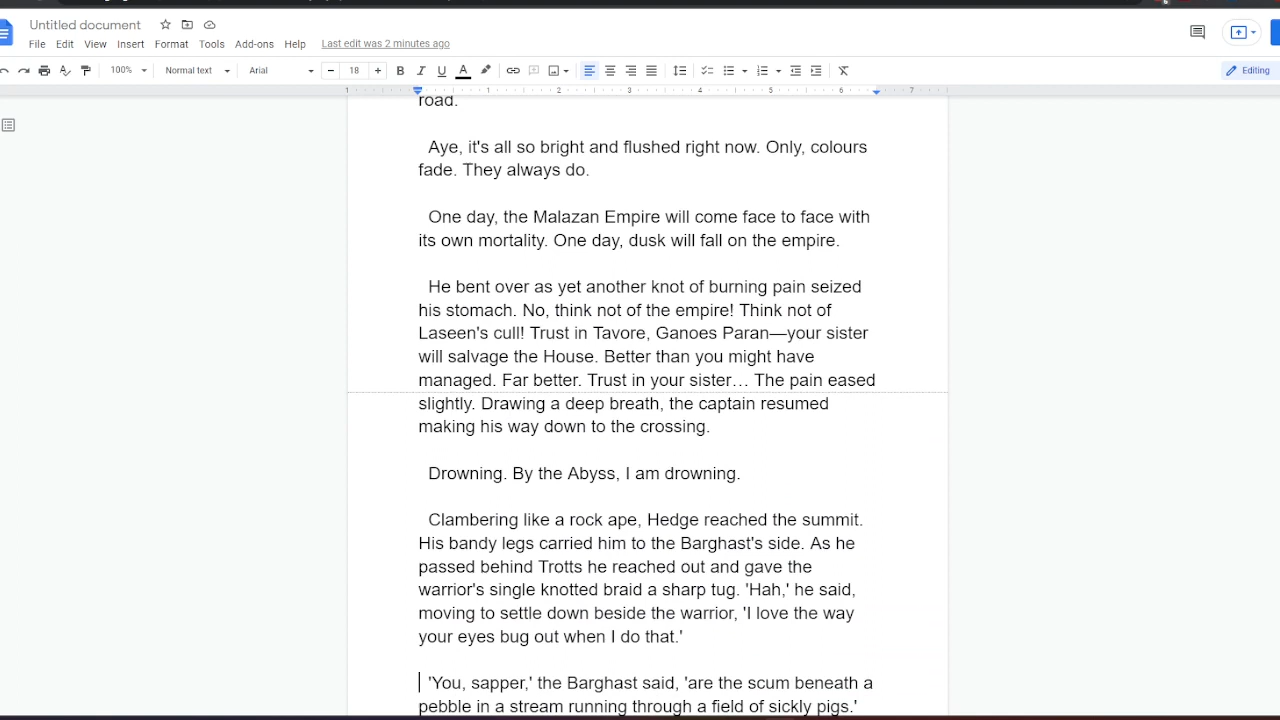 Untitled document
File Edit View Insert Format Tools Add-ons Help Last edit was 2 minutes ago
100% Normal text Arial 18 B I U A Editing
1 1 2 3 4 5 6 7
road.
Aye, it's all so bright and flushed right now. Only, colours
fade. They always do.
One day, the Malazan Empire will come face to face with
its own mortality. One day, dusk will fall on the empire.
He bent over as yet another knot of burning pain seized
his stomach. No, think not of the empire! Think not of
Laseen's cull! Trust in Tavore, Ganoes Paran—your sister
will salvage the House. Better than you might have
managed. Far better. Trust in your sister… The pain eased
slightly. Drawing a deep breath, the captain resumed
making his way down to the crossing.
Drowning. By the Abyss, I am drowning.
Clambering like a rock ape, Hedge reached the summit.
His bandy legs carried him to the Barghast's side. As he
passed behind Trotts he reached out and gave the
warrior's single knotted braid a sharp tug. 'Hah,' he said,
moving to settle down beside the warrior, 'I love the way
your eyes bug out when I do that.'
'You, sapper,' the Barghast said, 'are the scum beneath a
pebble in a stream running through a field of sickly pigs.'